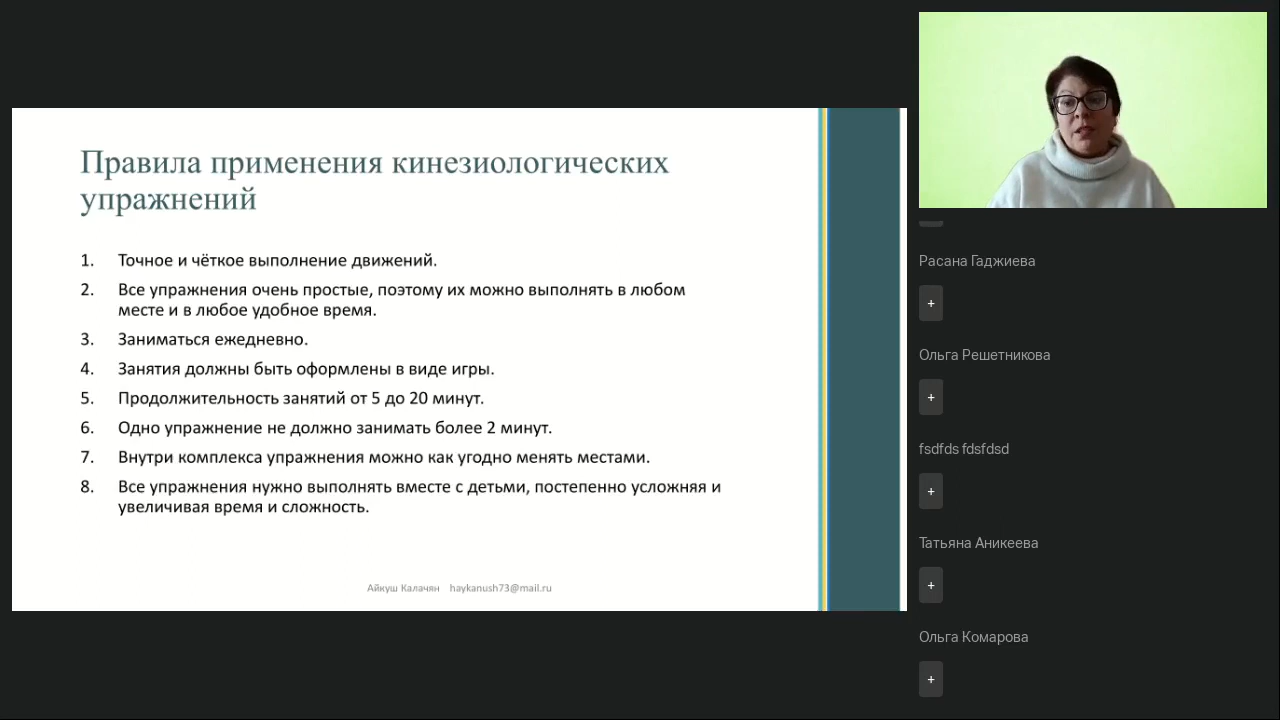 Правила применения кинезиологических
упражнений
1. Точное и чёткое выполнение движений.
2. Все упражнения очень простые, поэтому их можно выполнять в любом
месте и в любое удобное время.
3. Заниматься ежедневно.
4. Занятия должны быть оформлены в виде игры.
5. Продолжительность занятий от 5 до 20 минут.
6. Одно упражнение не должно занимать более 2 минут.
7. Внутри комплекса упражнения можно как угодно менять местами.
8. Все упражнения нужно выполнять вместе с детьми, постепенно усложняя и
увеличивая время и сложность.
Айкуш Калачян haykanush73@mail.ru
Расана Гаджиева
+
Ольга Решетникова
+
fsdfds fdsfdsd
+
Татьяна Аникеева
+
Ольга Комарова
+